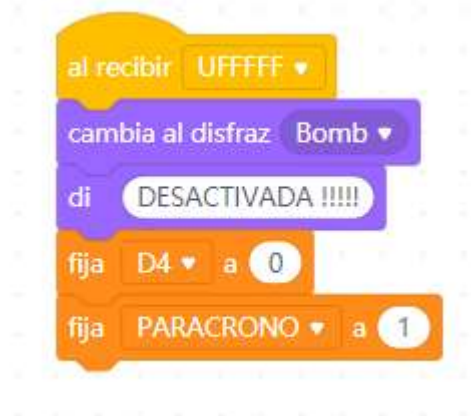 al recibir UFFFFF
cambia al disfraz Bomb
di DESACTIVADA !!!!!
fija D4 a 0
fija PARACRONO a 1